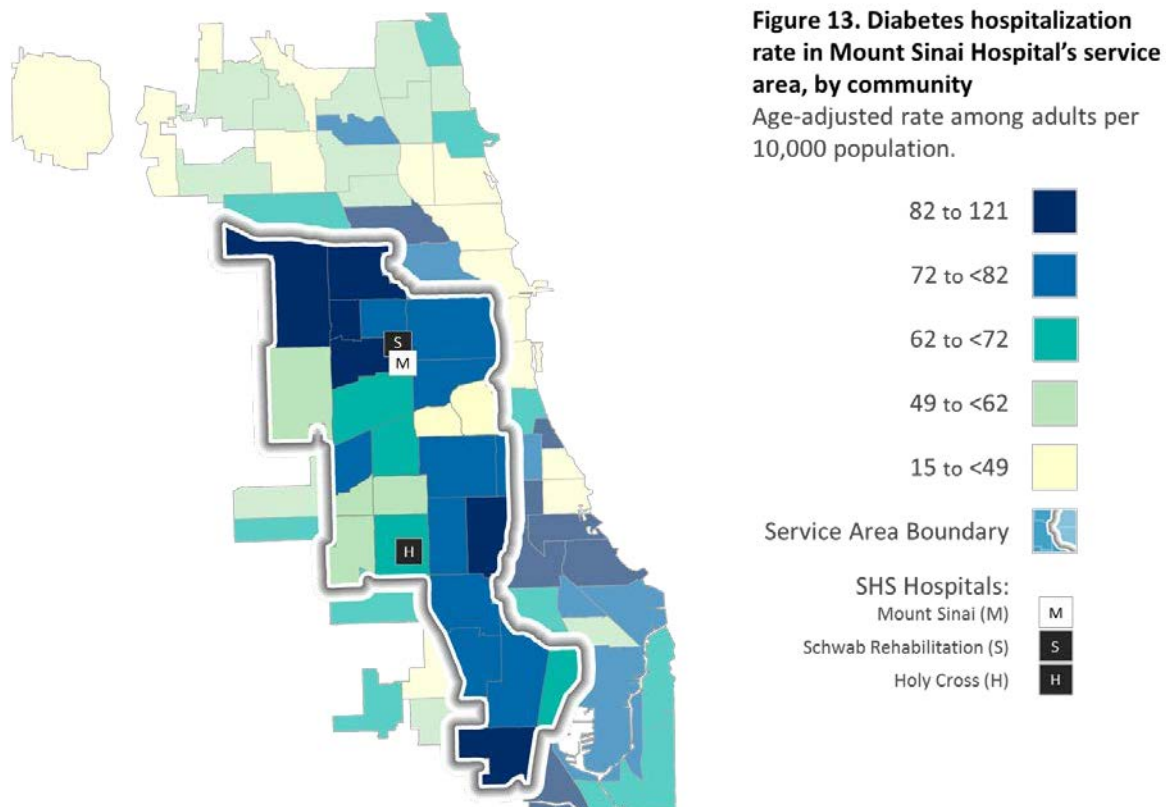 Figure 13. Diabetes hospitalization
rate in Mount Sinai Hospital's service
area, by community
Age-adjusted rate among adults per
10,000 population.
82 to 121
72 to <82
62 to <72
49 to <62
15 to <49
Service Area Boundary
SHS Hospitals:
Mount Sinai (M) M
Schwab Rehabilitation (S) S
Holy Cross (H) H
S
M
H